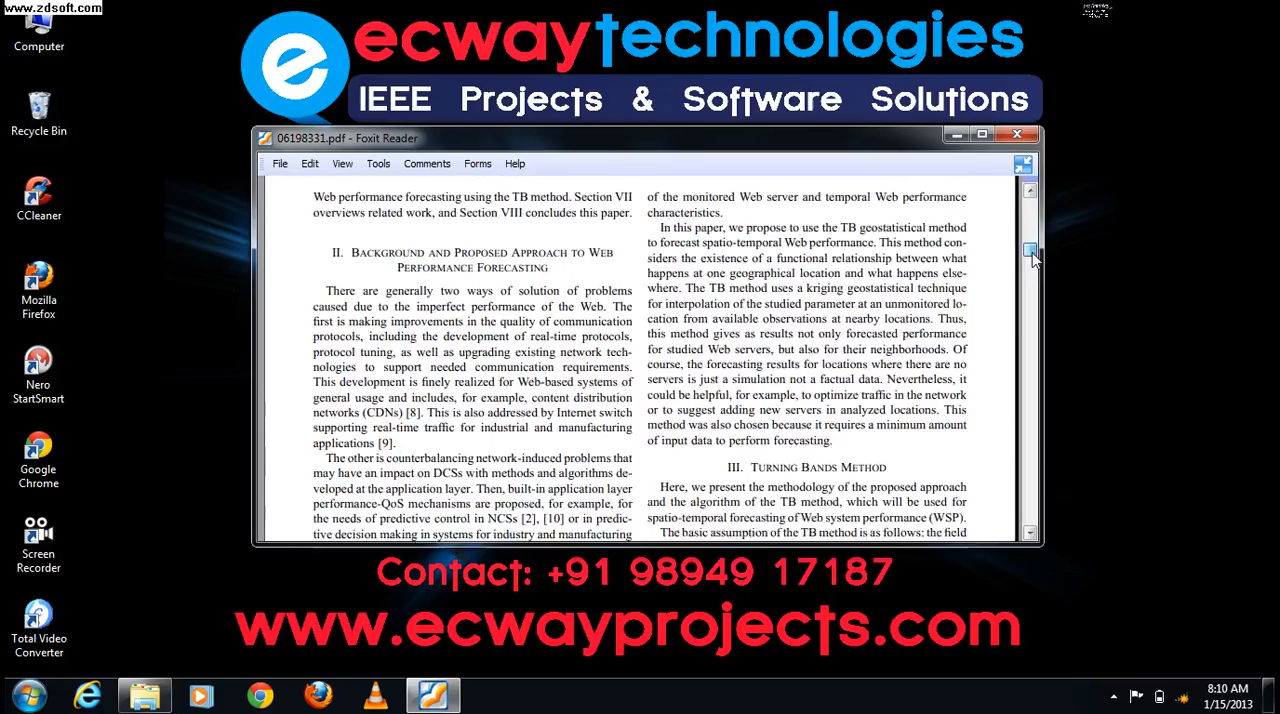 www.zdsoft.com
ecwaytechnologies
IEEE Projects & Software Solutions
Computer
Recycle Bin
CCleaner
Mozilla
Firefox
Nero
StartSmart
Google
Chrome
Screen
Recorder
Total Video
Converter
06198331.pdf - Foxit Reader
File Edit View Tools Comments Forms Help
Web performance forecasting using the TB method. Section VII
overviews related work, and Section VIII concludes this paper.
II. BACKGROUND AND PROPOSED APPROACH TO WEB
PERFORMANCE FORECASTING
There are generally two ways of solution of problems
caused due to the imperfect performance of the Web. The
first is making improvements in the quality of communication
protocols, including the development of real-time protocols,
protocol tuning, as well as upgrading existing network tech-
nologies to support needed communication requirements.
This development is finely realized for Web-based systems of
general usage and includes, for example, content distribution
networks (CDNs) [8]. This is also addressed by Internet switch
supporting real-time traffic for industrial and manufacturing
applications [9].
The other is counterbalancing network-induced problems that
may have an impact on DCSs with methods and algorithms de-
veloped at the application layer. Then, built-in application layer
performance-QoS mechanisms are proposed, for example, for
the needs of predictive control in NCSs [2], [10] or in predic-
tive decision making in systems for industry and manufacturing
of the monitored Web server and temporal Web performance
characteristics.
In this paper, we propose to use the TB geostatistical method
to forecast spatio-temporal Web performance. This method con-
siders the existence of a functional relationship between what
happens at one geographical location and what happens else-
where. The TB method uses a kriging geostatistical technique
for interpolation of the studied parameter at an unmonitored lo-
cation from available observations at nearby locations. Thus,
this method gives as results not only forecasted performance
for studied Web servers, but also for their neighborhoods. Of
course, the forecasting results for locations where there are no
servers is just a simulation not a factual data. Nevertheless, it
could be helpful, for example, to optimize traffic in the network
or to suggest adding new servers in analyzed locations. This
method was also chosen because it requires a minimum amount
of input data to perform forecasting.
III. TURNING BANDS METHOD
Here, we present the methodology of the proposed approach
and the algorithm of the TB method, which will be used for
spatio-temporal forecasting of Web system performance (WSP).
The basic assumption of the TB method is as follows: the field
Contact: +91 98949 17187
www.ecwayprojects.com
8:10 AM
1/15/2013